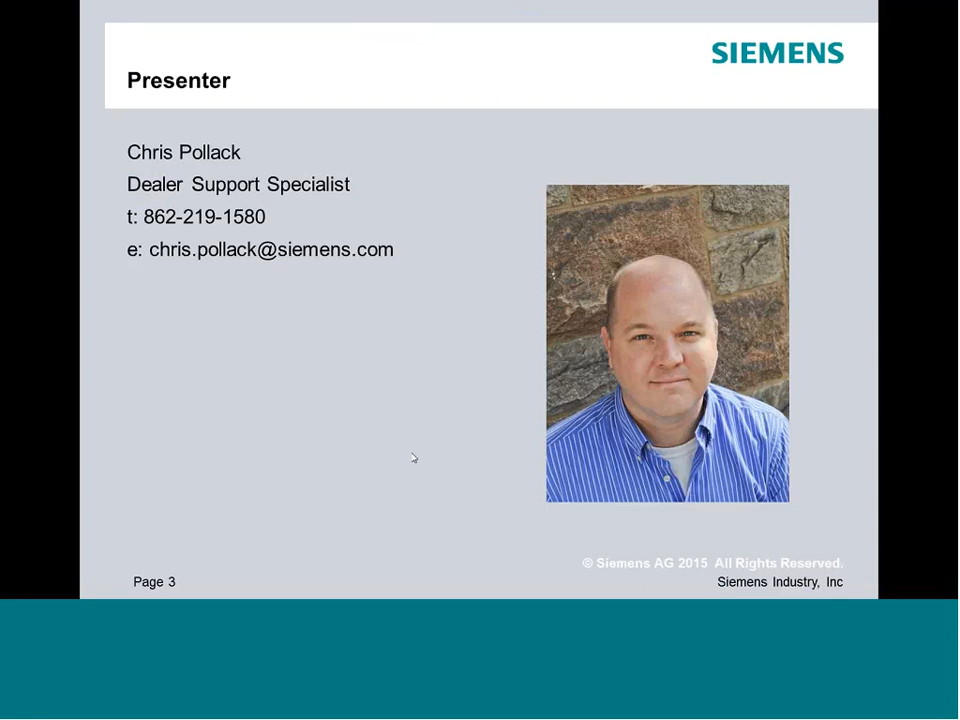 SIEMENS
Presenter
Chris Pollack
Dealer Support Specialist
t: 862-219-1580
e: chris.pollack@siemens.com
© Siemens AG 2015 All Rights Reserved.
Page 3
Siemens Industry, Inc